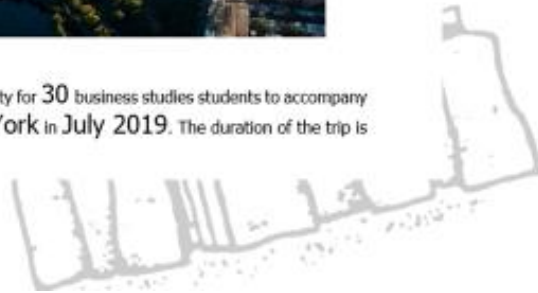 ty for 30 business studies students to accompany
York in July 2019. The duration of the trip is